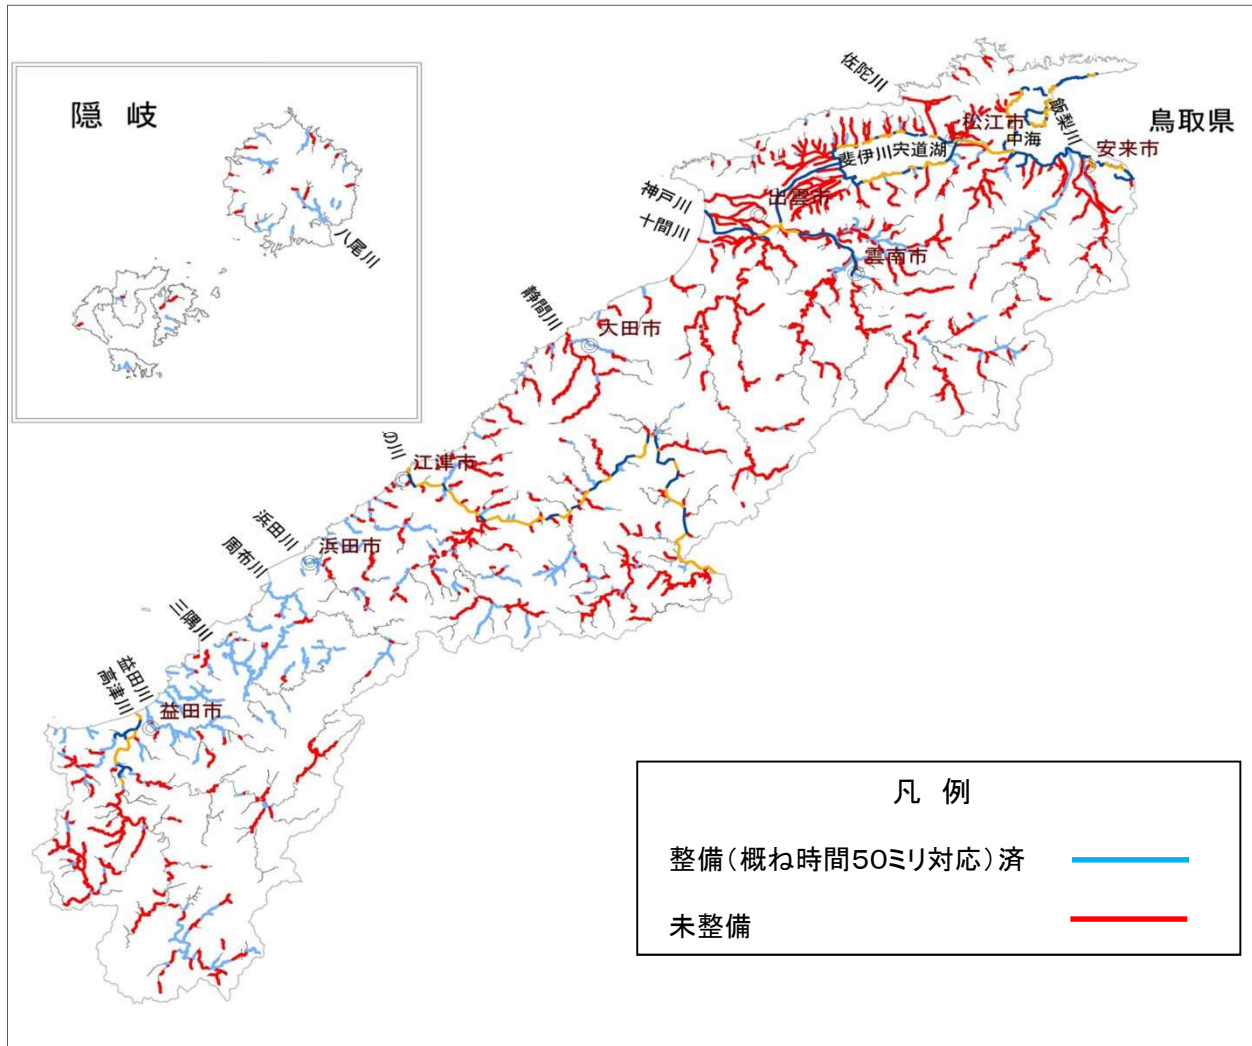 隠 岐
八尾川
佐陀川
松江市
中海
飯梨川
鳥取県
安来市
斐伊川宍道湖
神戸川
出雲市
十間川
雲南市
静間川
大田市
の川
江津市
浜田川
浜田市
周布川
三隅川
益田川
高津川
益田市
凡 例
整備(概ね時間50ミリ対応)済
未整備